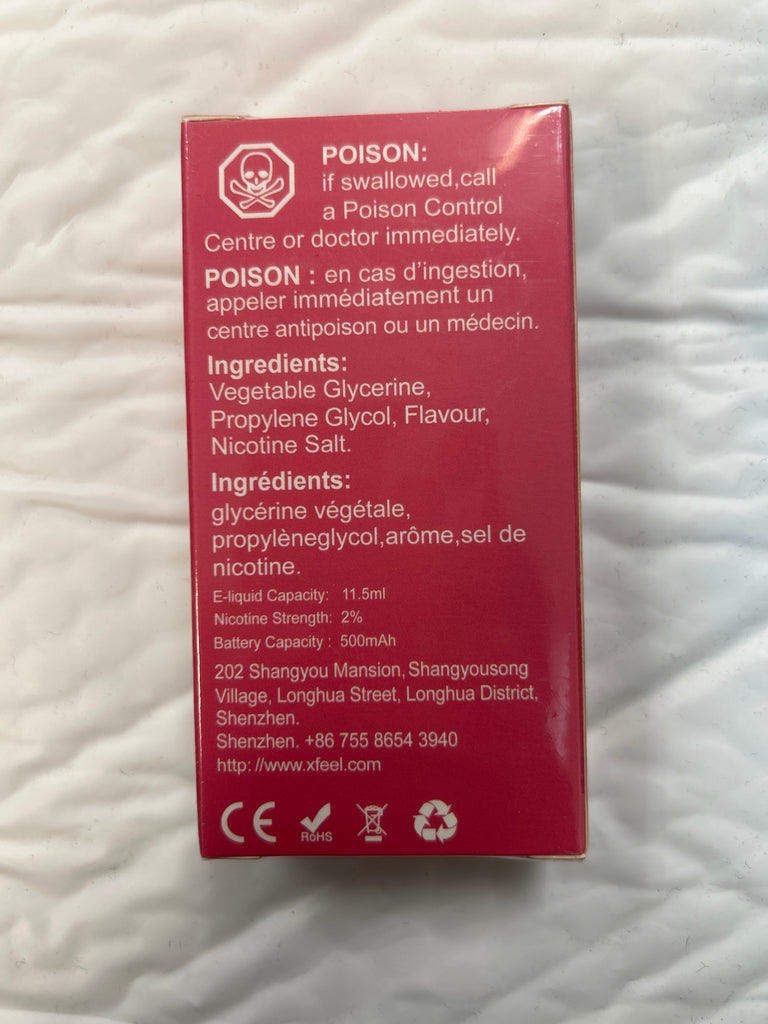 POISON:
if swallowed,call
a Poison Control
Centre or doctor immediately.
POISON : en cas d'ingestion,
appeler immédiatement un
centre antipoison ou un médecin.
Ingredients:
Vegetable Glycerine,
Propylene Glycol, Flavour,
Nicotine Salt.
Ingrédients:
glycérine végétale,
propylèneglycol,arôme,sel de
nicotine.
E-liquid Capacity: 11.5ml
Nicotine Strength: 2%
Battery Capacity : 500mAh
202 Shangyou Mansion, Shangyousong
Village, Longhua Street, Longhua District,
Shenzhen.
Shenzhen. +86 755 8654 3940
http: //www.xfeel.com
CE RoHS